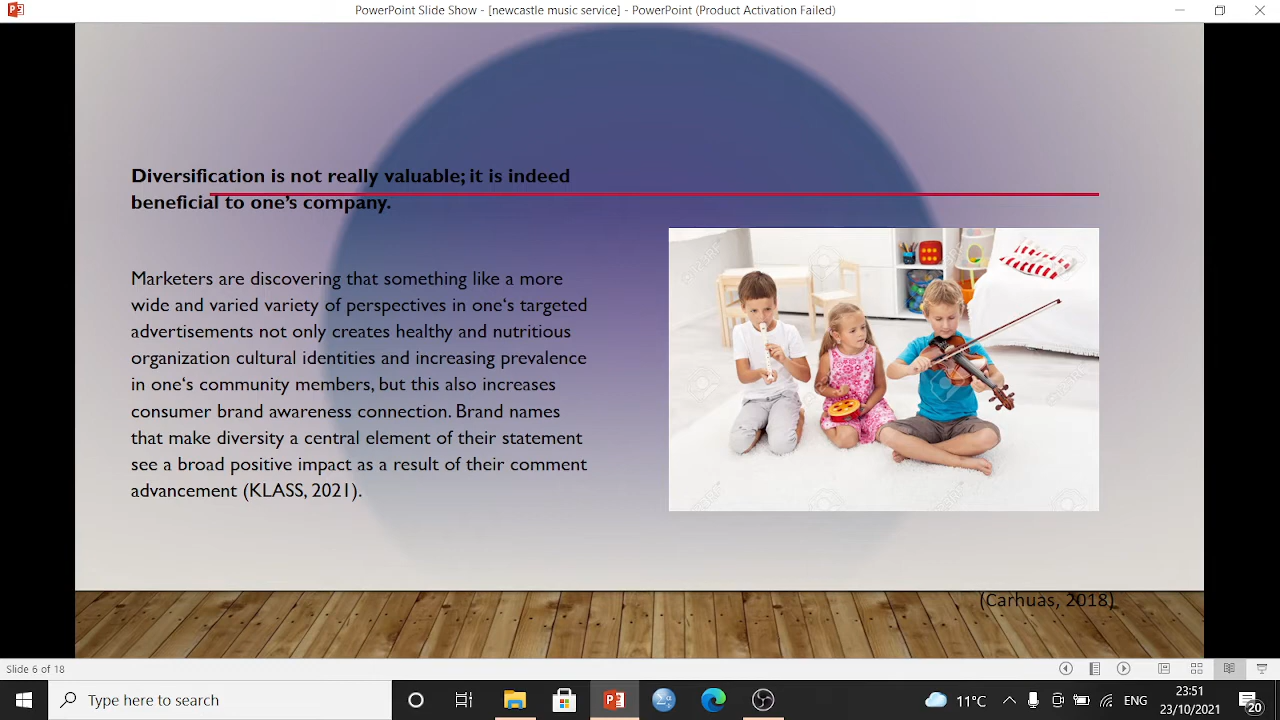 PowerPoint Slide Show - [newcastle music service] - PowerPoint (Product Activation Failed)
Diversification is not really valuable; it is indeed
beneficial to one's company.
Marketers are discovering that something like a more
wide and varied variety of perspectives in one's targeted
advertisements not only creates healthy and nutritious
organization cultural identities and increasing prevalence
in one's community members, but this also increases
consumer brand awareness connection. Brand names
that make diversity a central element of their statement
see a broad positive impact as a result of their comment
advancement (KLASS, 2021).
(Carhuas, 2018)
Slide 6 of 18
Type here to search
11°C
ENG
23:51
23/10/2021
20